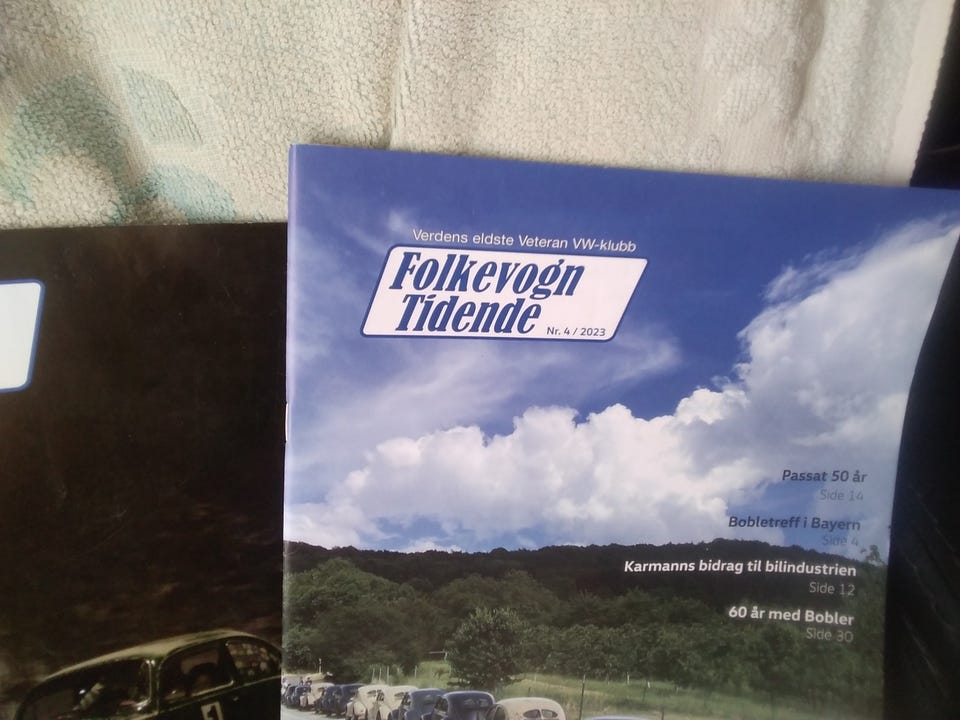 Verdens eldste Veteran VW-klubb
Folkevogn
Tidende
Nr. 4 / 2023
Passat 50 år
Side 14
Bobletreff i Bayern
Side 4
Karmanns bidrag til bilindustrien
Side 12
60 år med Bobler
Side 30
1